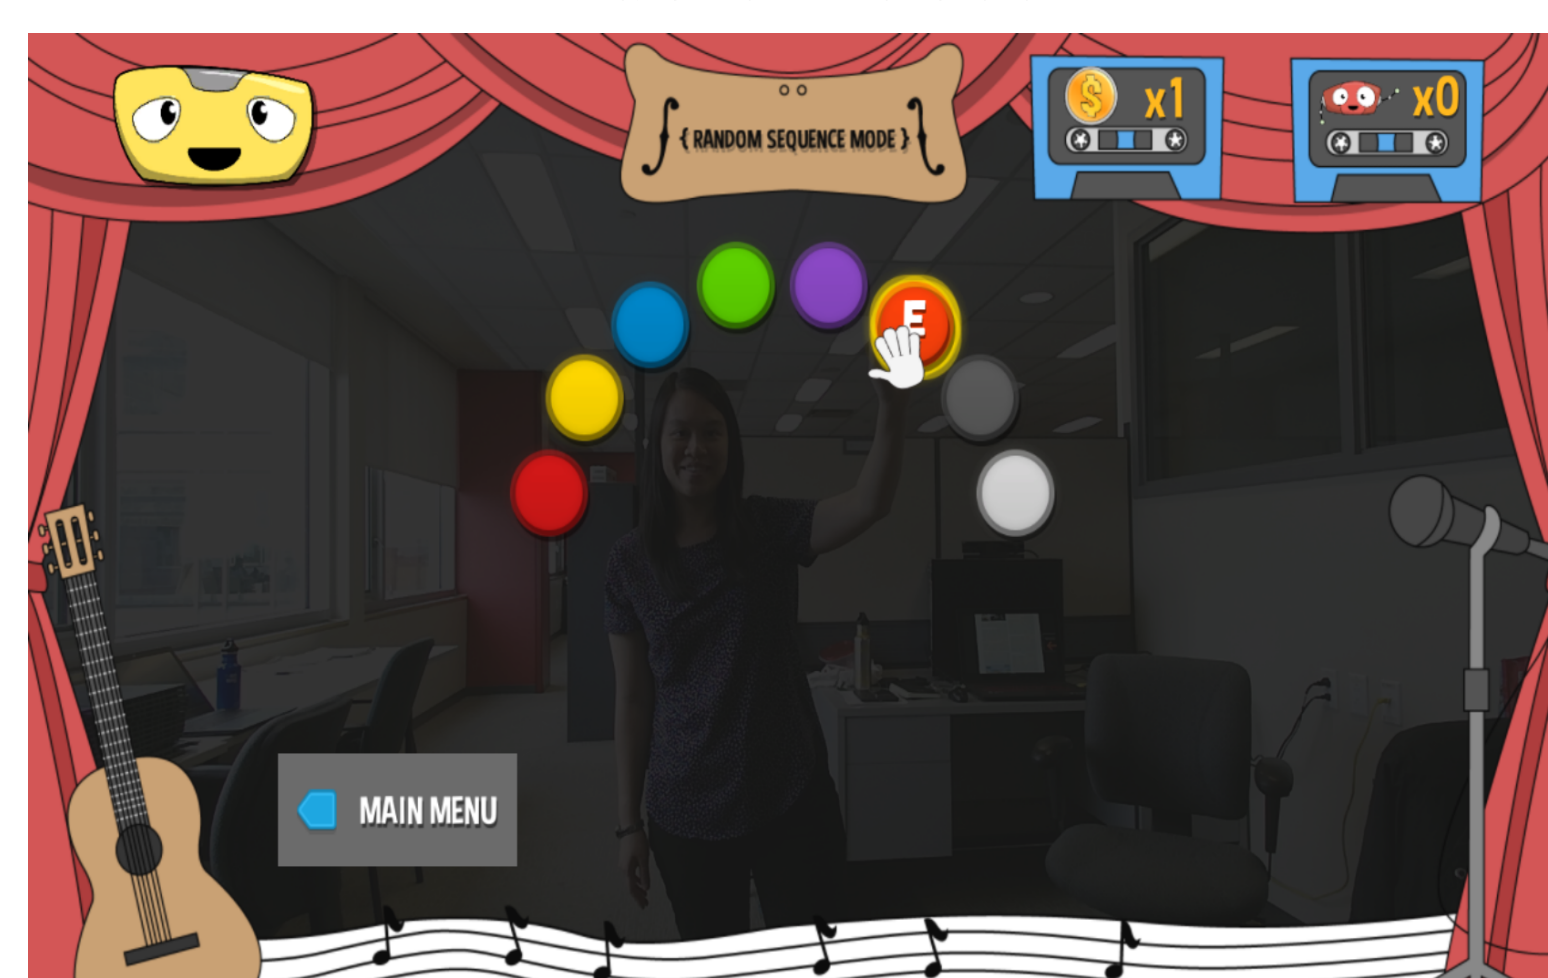 { RANDOM SEQUENCE MODE }
$ x1
x0
E
MAIN MENU